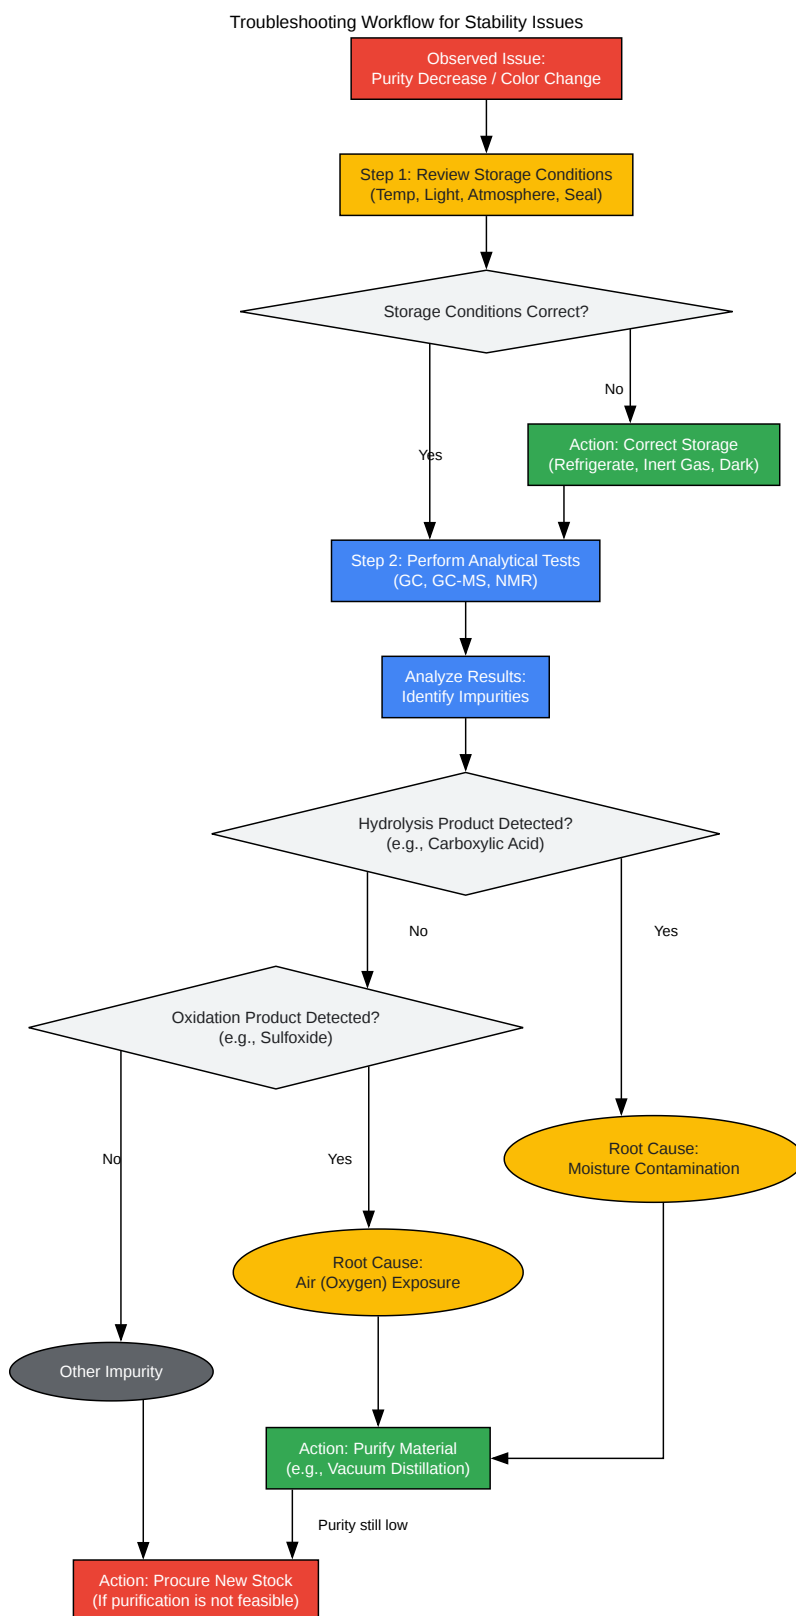 Troubleshooting Workflow for Stability Issues
Observed Issue:
Purity Decrease / Color Change
Step 1: Review Storage Conditions
(Temp, Light, Atmosphere, Seal)
Storage Conditions Correct?
No
Action: Correct Storage
(Refrigerate, Inert Gas, Dark)
Yes
Step 2: Perform Analytical Tests
(GC, GC-MS, NMR)
Analyze Results:
Identify Impurities
Hydrolysis Product Detected?
(e.g., Carboxylic Acid)
No
Yes
Oxidation Product Detected?
(e.g., Sulfoxide)
No
Yes
Root Cause:
Moisture Contamination
Root Cause:
Air (Oxygen) Exposure
Other Impurity
Action: Purify Material
(e.g., Vacuum Distillation)
Purity still low
Action: Procure New Stock
(If purification is not feasible)